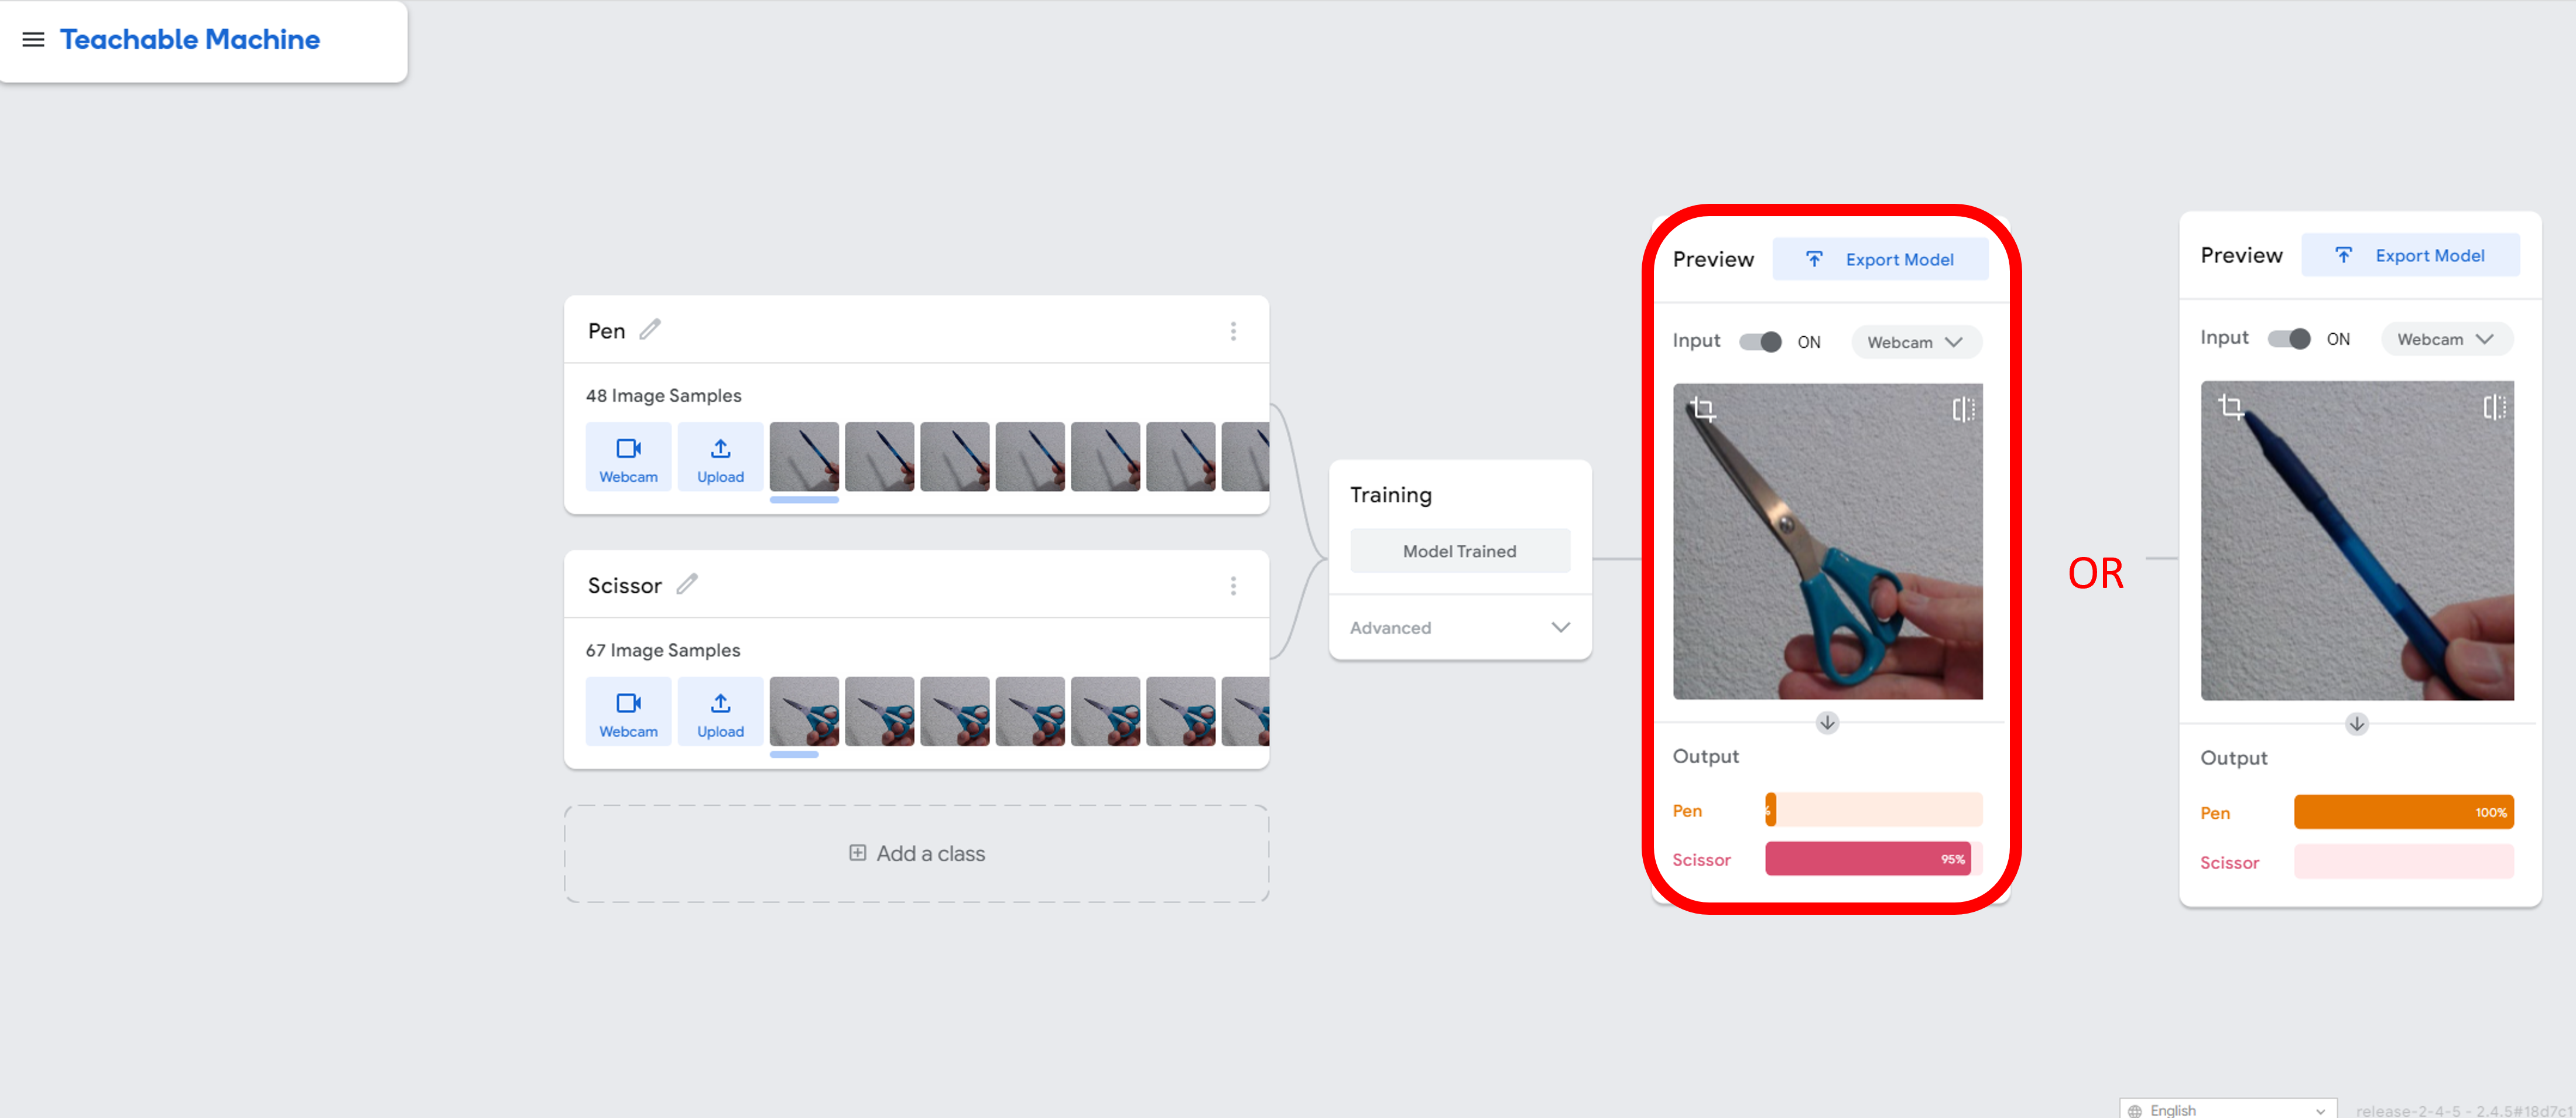 Teachable Machine
Pen
48 Image Samples
Webcam
Upload
Scissor
67 Image Samples
Webcam
Upload
Add a class
Training
Model Trained
Advanced
Preview
Export Model
Input
ON
Webcam
Output
Pen
%
Scissor
95%
OR
Preview
Export Model
Input
ON
Webcam
Output
Pen
100%
Scissor
English
release-2-4-5 - 2.4.5#18d7c1